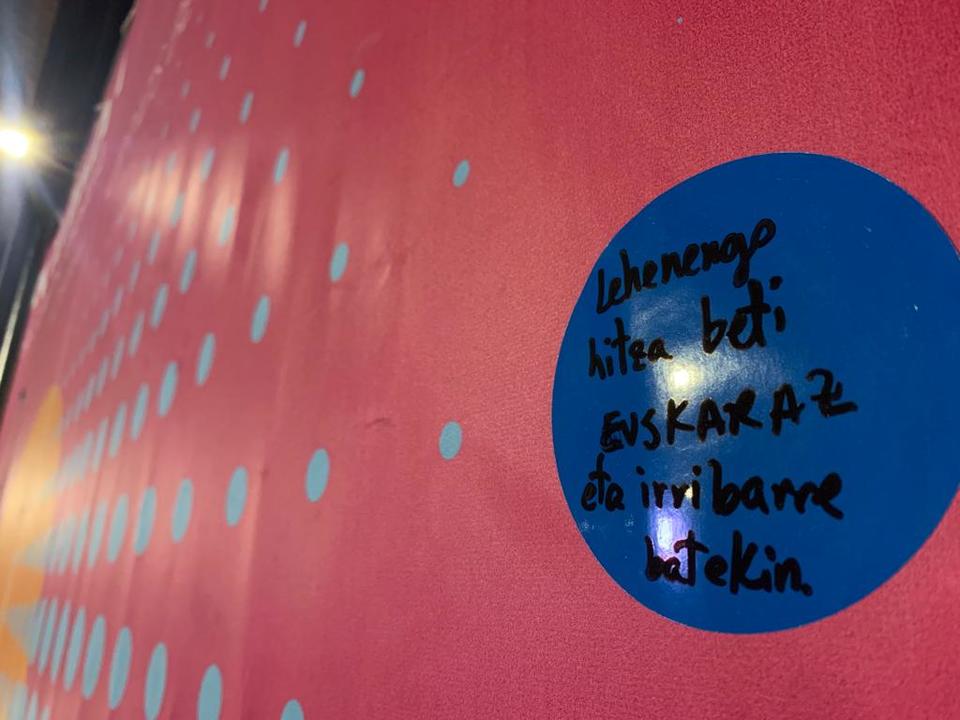 Lehenengo
hitza beti
EUSKARAZ
eta irribarre
batekin.